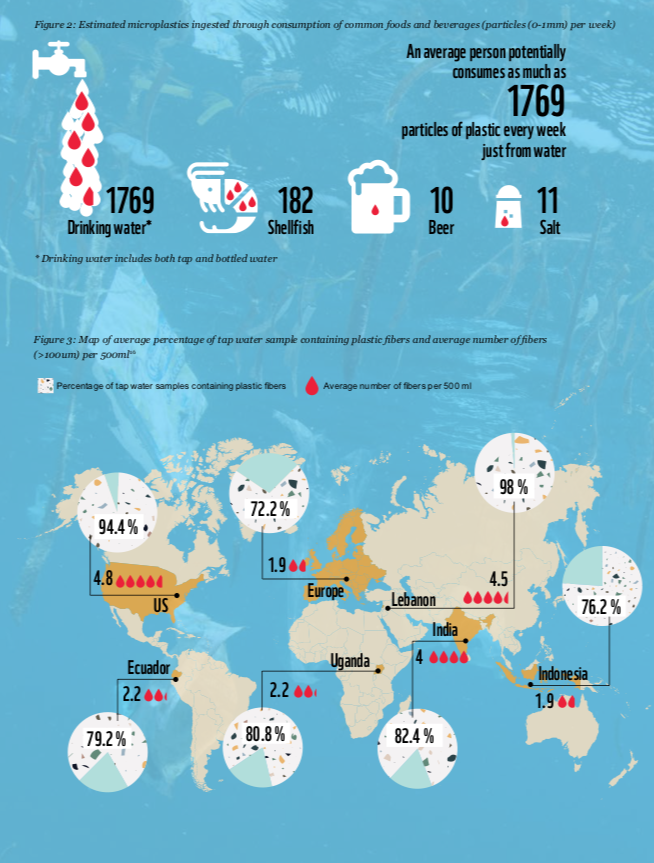 Figure 2: Estimated microplastics ingested through consumption of common foods and beverages (particles (0-1mm) per week)
An average person potentially
consumes as much as
1769
particles of plastic every week
just from water
1769
Drinking water*
182
Shellfish
10
Beer
11
Salt
* Drinking water includes both tap and bottled water
Figure 3: Map of average percentage of tap water sample containing plastic fibers and average number of fibers
(>100um) per 500ml
Percentage of tap water samples containing plastic fibers
Average number of fibers per 500 ml
98 %
72.2 %
94.4 %
1.9
4.8
4.5
Europe
Lebanon
US
76.2 %
India
Uganda
4
Ecuador
Indonesia
2.2
2.2
1.9
79.2 %
80.8 %
82.4 %